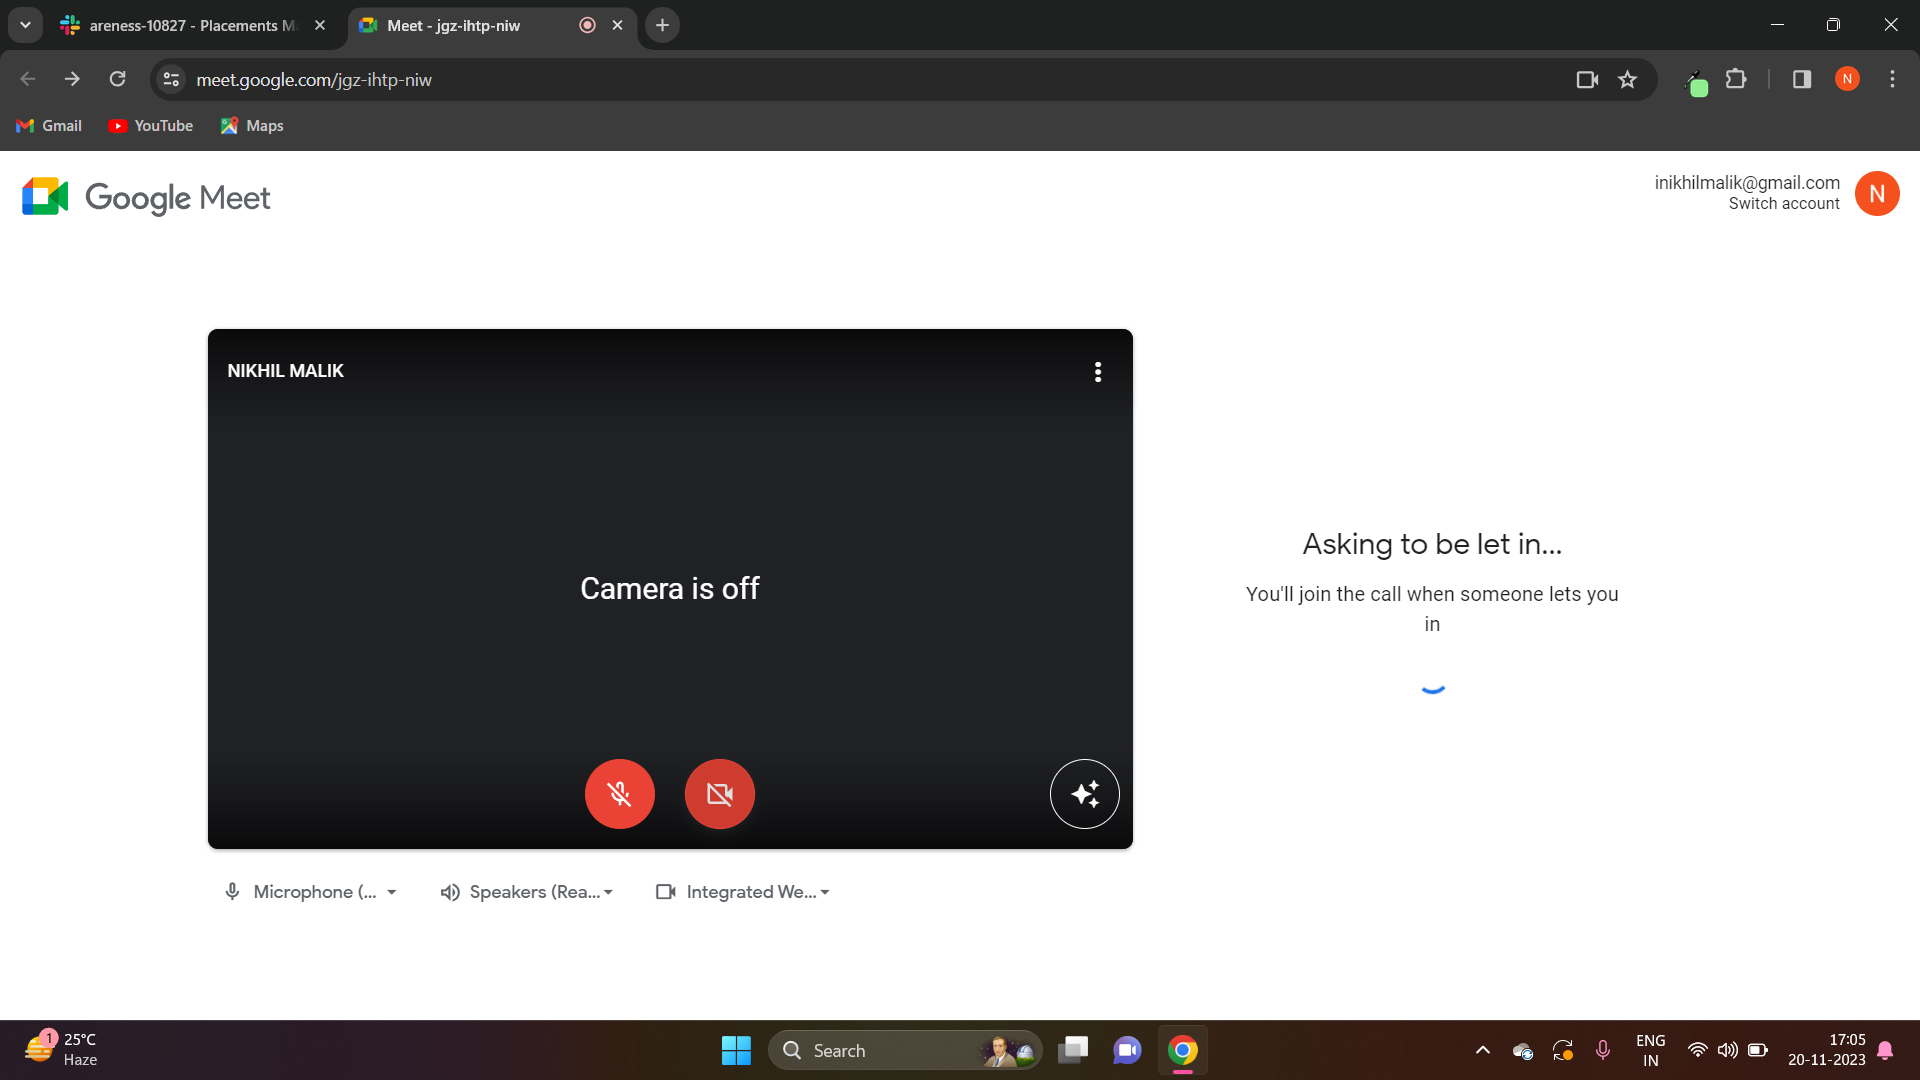 areness-10827 - Placements M
Meet - jgz-ihtp-niw
meet.google.com/jgz-ihtp-niw
N
Gmail
YouTube
Maps
Google Meet
inikhilmalik@gmail.com
Switch account
N
NIKHIL MALIK
Camera is off
Asking to be let in...
You'll join the call when someone lets you
in
Microphone (...
Speakers (Rea...
Integrated We...
1
25°C
Haze
Search
ENG
IN
17:05
20-11-2023